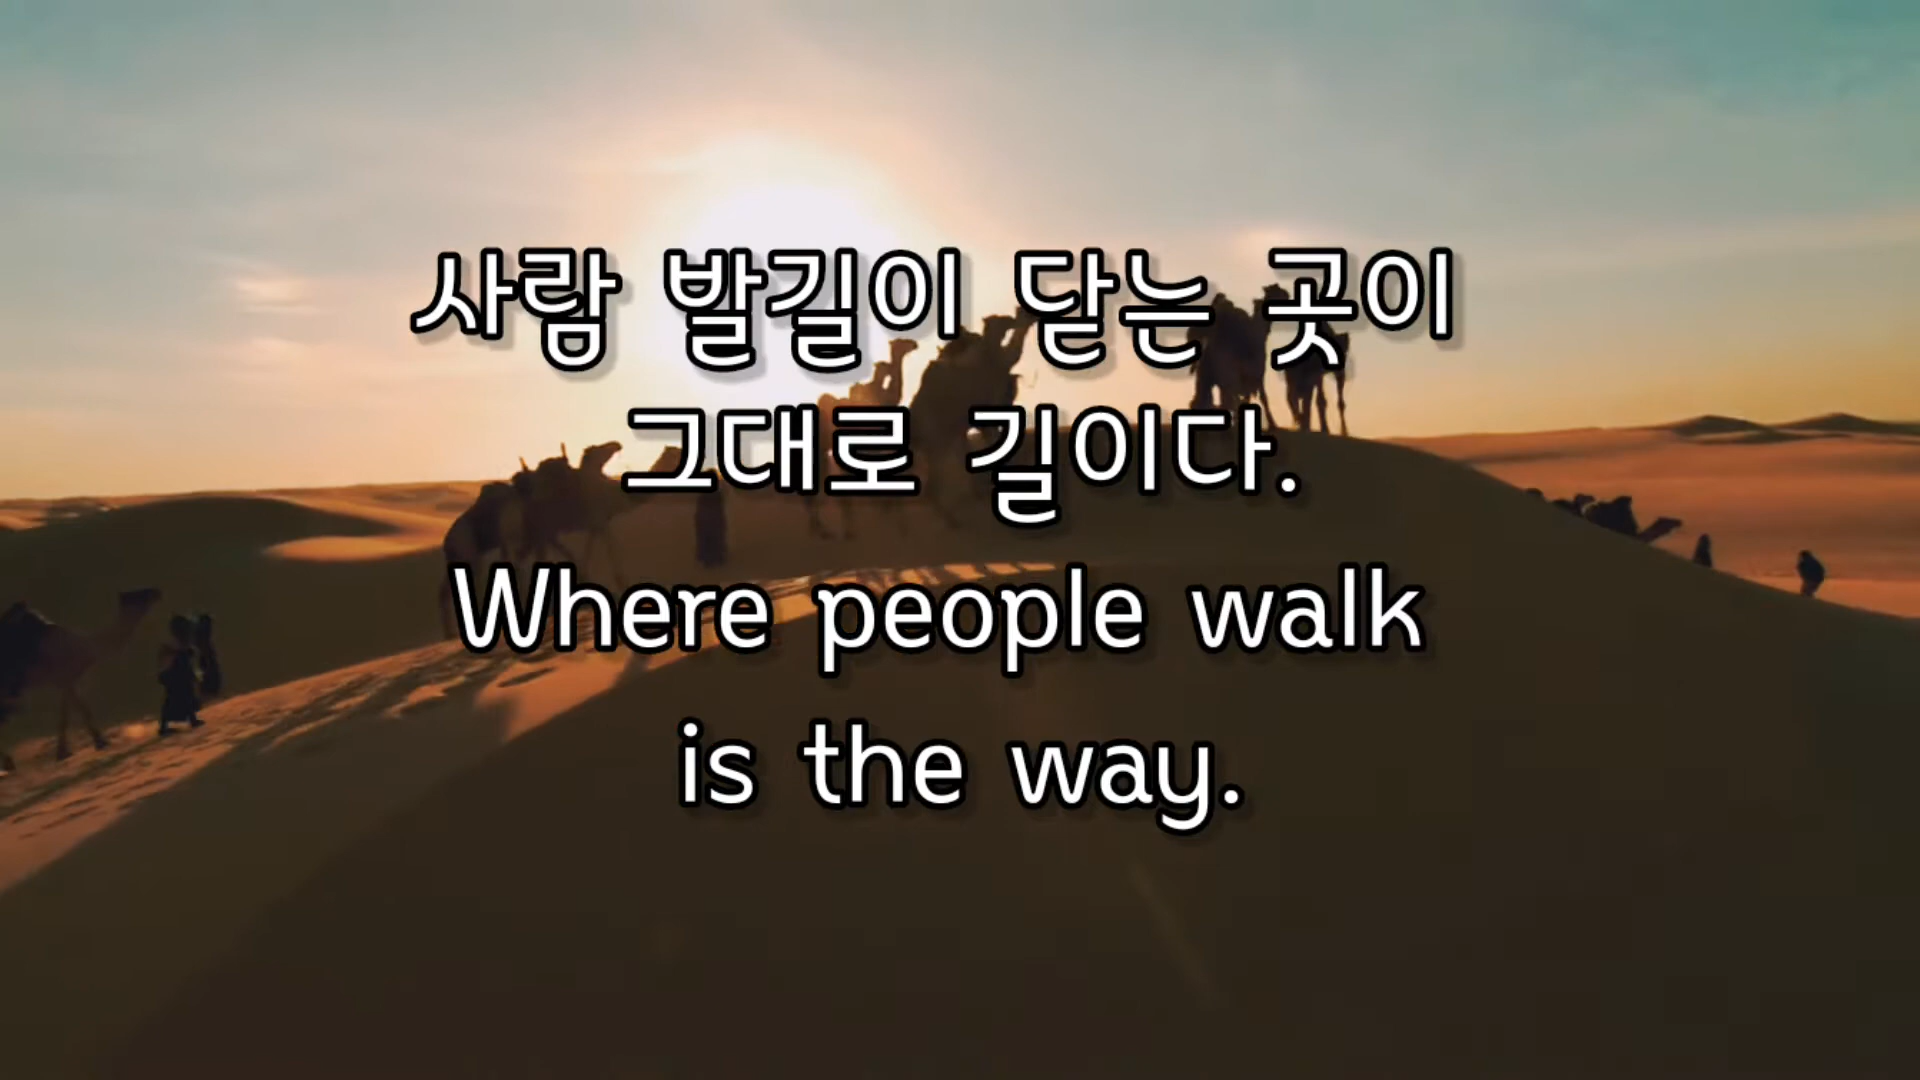 사람 발길이 닫는 곳이
그대로 길이다.
Where people walk
is the way.